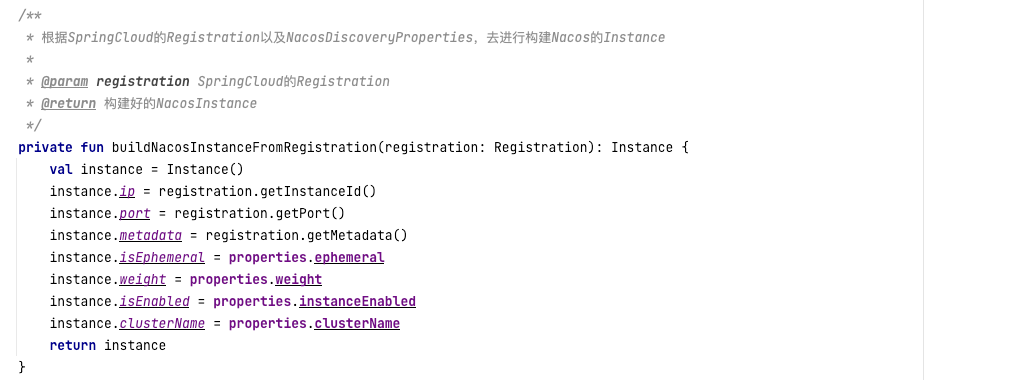 /**
 * 根据SpringCloud的Registration以及NacosDiscoveryProperties，去进行构建Nacos的Instance
 *
 * @param registration SpringCloud的Registration
 * @return 构建好的NacosInstance
 */
private fun buildNacosInstanceFromRegistration(registration: Registration): Instance {
    val instance = Instance()
    instance.ip = registration.getInstanceId()
    instance.port = registration.getPort()
    instance.metadata = registration.getMetadata()
    instance.isEphemeral = properties.ephemeral
    instance.weight = properties.weight
    instance.isEnabled = properties.instanceEnabled
    instance.clusterName = properties.clusterName
    return instance
}